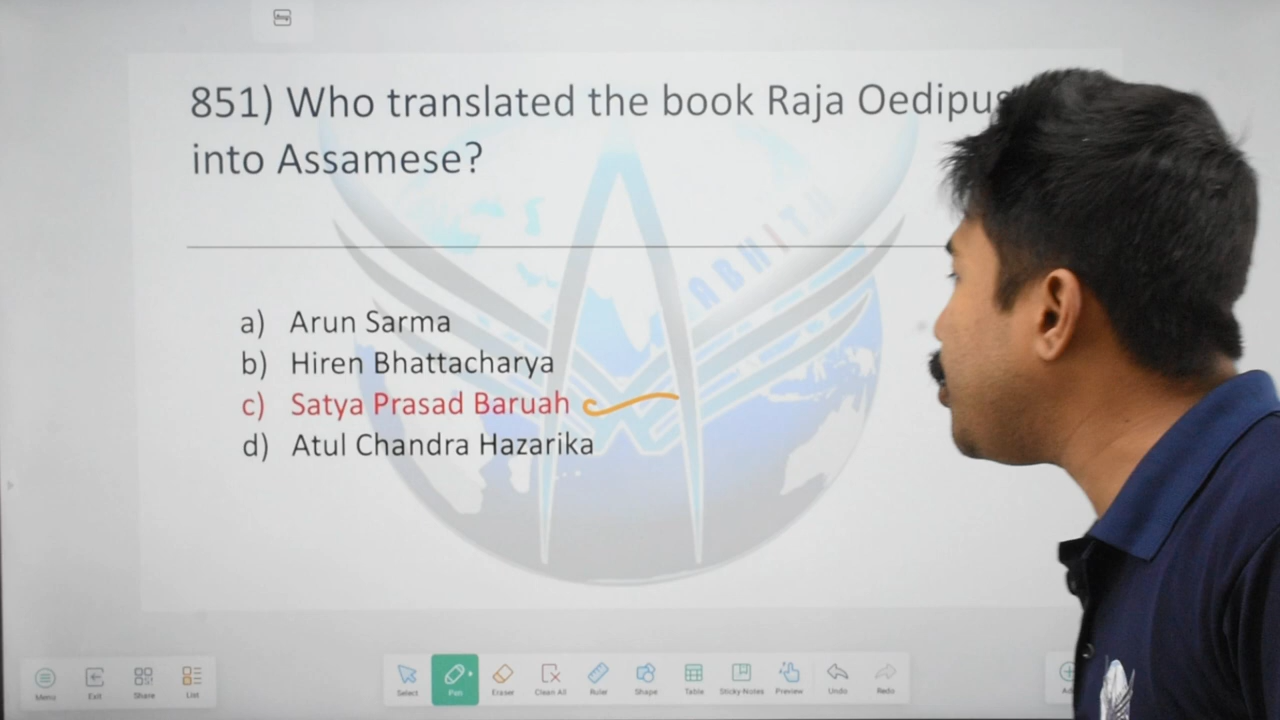 851) Who translated the book Raja Oedipus
into Assamese?
ABHITH
a) Arun Sarma
b) Hiren Bhattacharya
c) Satya Prasad Baruah
d) Atul Chandra Hazarika
Menu Exit Share List Select Pen Eraser Clean All Ruler Shape Table Sticky-Notes Preview Undo Redo